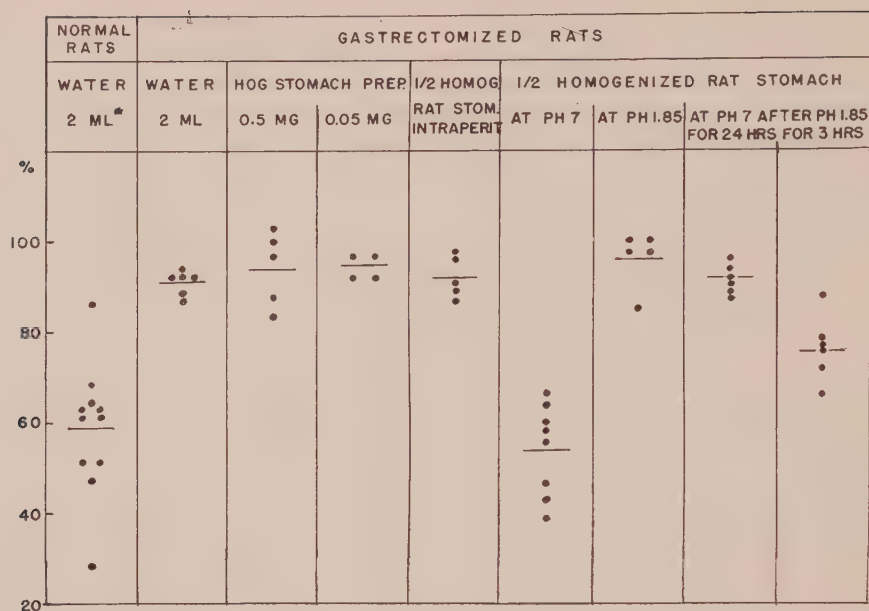 NORMAL RATS
GASTRECTOMIZED RATS
WATER
2 ML*
WATER
2 ML
HOG STOMACH PREP.
0.5 MG
0.05 MG
1/2 HOMOG.
RAT STOM.
INTRAPERIT
1/2 HOMOGENIZED RAT STOMACH
AT PH 7
AT PH 1.85
AT PH 7 AFTER PH 1.85
FOR 24 HRS FOR 3 HRS
%
100
80
60
40
20